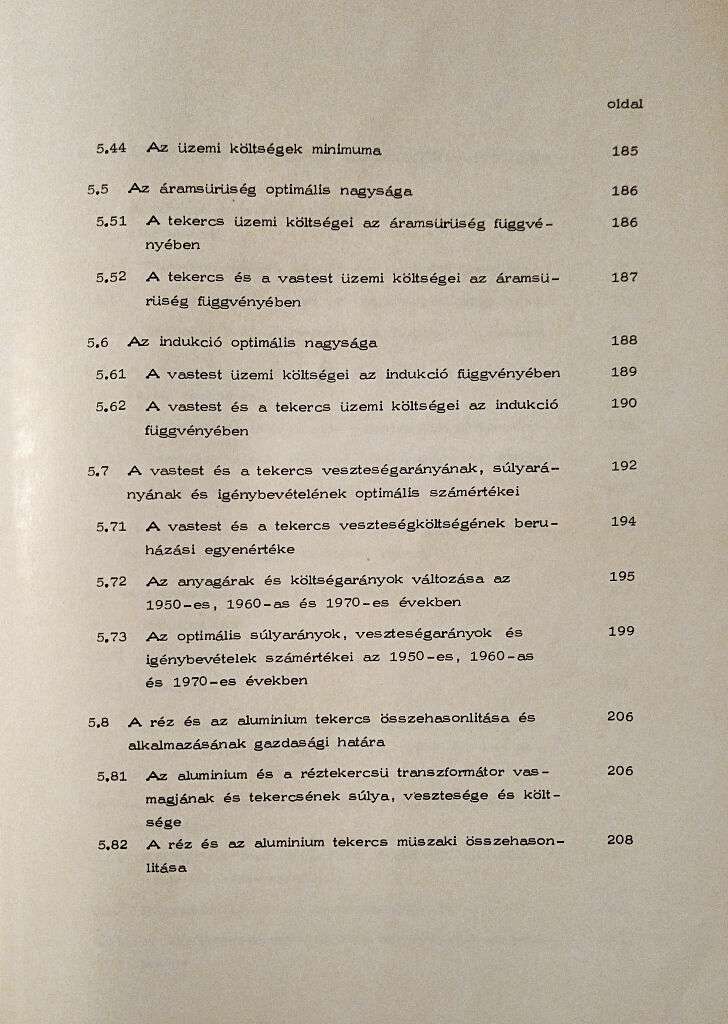 oldal
5.44 Az üzemi költségek minimuma 185
5.5 Az áramsürüség optimális nagysága 186
5.51 A tekercs üzemi költségei az áramsürüség függvé- 186
nyében
5.52 A tekercs és a vastest üzemi költségei az áramsü- 187
rüség függvényében
5.6 Az indukció optimális nagysága 188
5.61 A vastest üzemi költségei az indukció függvényében 189
5.62 A vastest és a tekercs üzemi költségei az indukció 190
függvényében
5.7 A vastest és a tekercs veszteségarányának, súlyará- 192
nyának és igénybevételének optimális számértékei
5.71 A vastest és a tekercs veszteségköltségének beru- 194
házási egyenértéke
5.72 Az anyagárak és költségarányok változása az 195
1950-es, 1960-as és 1970-es években
5.73 Az optimális súlyarányok, veszteségarányok és 199
igénybevételek számértékei az 1950-es, 1960-as
és 1970-es években
5.8 A réz és az aluminium tekercs összehasonlitása és 206
alkalmazásának gazdasági határa
5.81 Az aluminium és a réztekercsü transzformátor vas- 206
magjának és tekercsének súlya, vesztesége és költ-
sége
5.82 A réz és az aluminium tekercs müszaki összehason- 208
litása